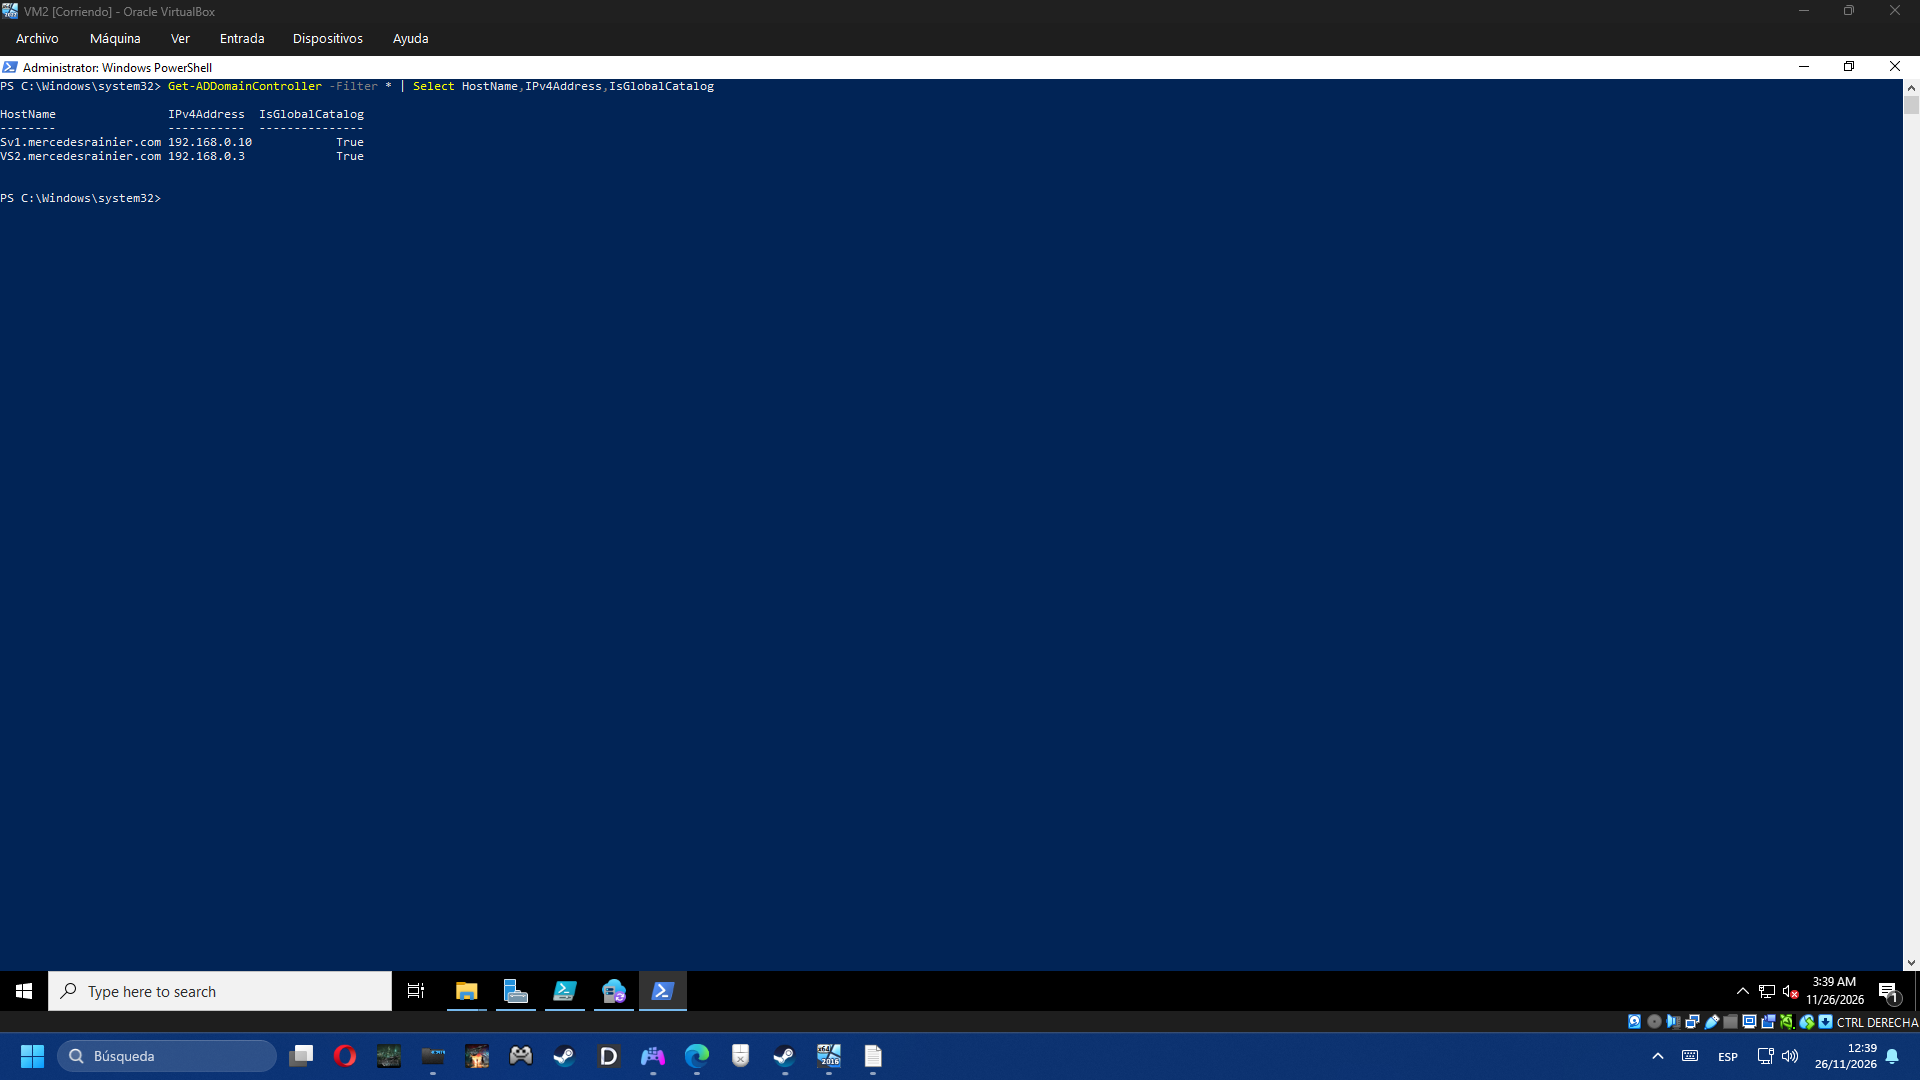 VM2 [Corriendo] - Oracle VirtualBox
Archivo Máquina Ver Entrada Dispositivos Ayuda
Administrator: Windows PowerShell
PS C:\Windows\system32> Get-ADDomainController -Filter * | Select HostName,IPv4Address,IsGlobalCatalog
HostName IPv4Address IsGlobalCatalog
-------- ----------- ---------------
Sv1.mercedesrainier.com 192.168.0.10 True
VS2.mercedesrainier.com 192.168.0.3 True
PS C:\Windows\system32>
Type here to search
3:39 AM
11/26/2026
1
CTRL DERECHA
Búsqueda
2016
D
ESP
12:39
26/11/2026